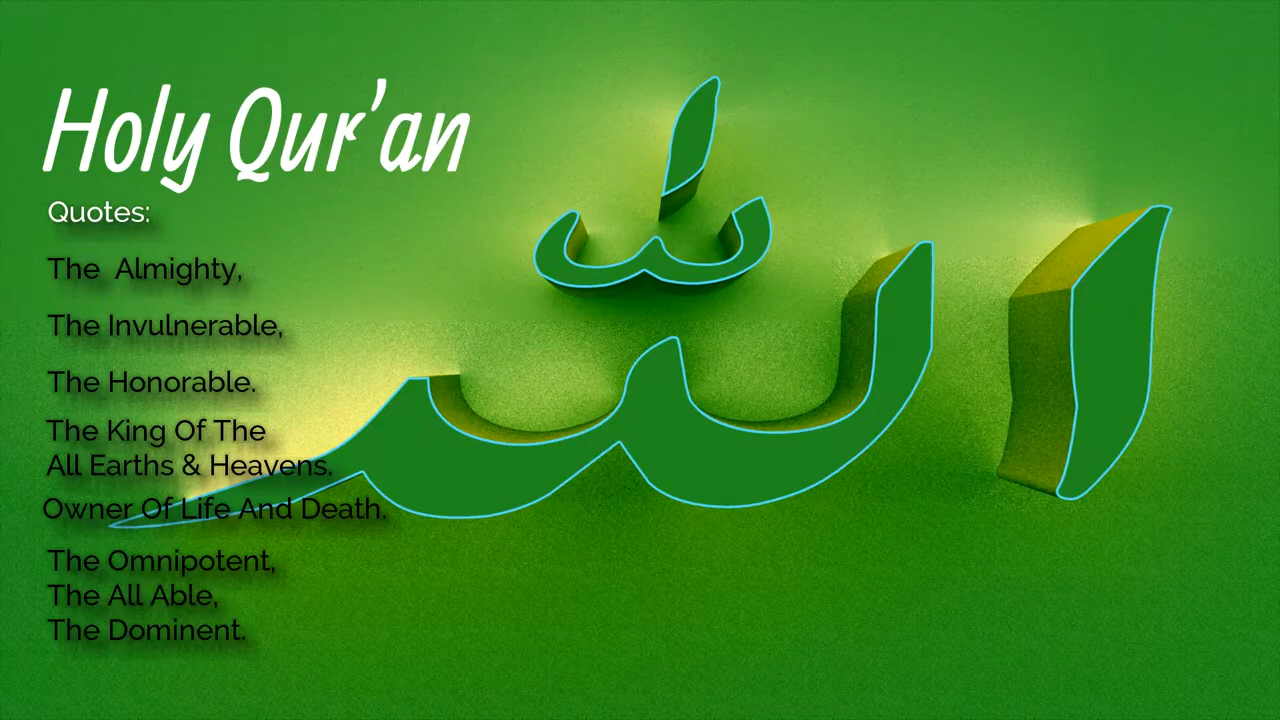 Holy Qur'an
Quotes:
The Almighty,
The Invulnerable,
The Honorable.
The King Of The
All Earths & Heavens.
Owner Of Life And Death.
The Omnipotent,
The All Able,
The Dominent.
الله